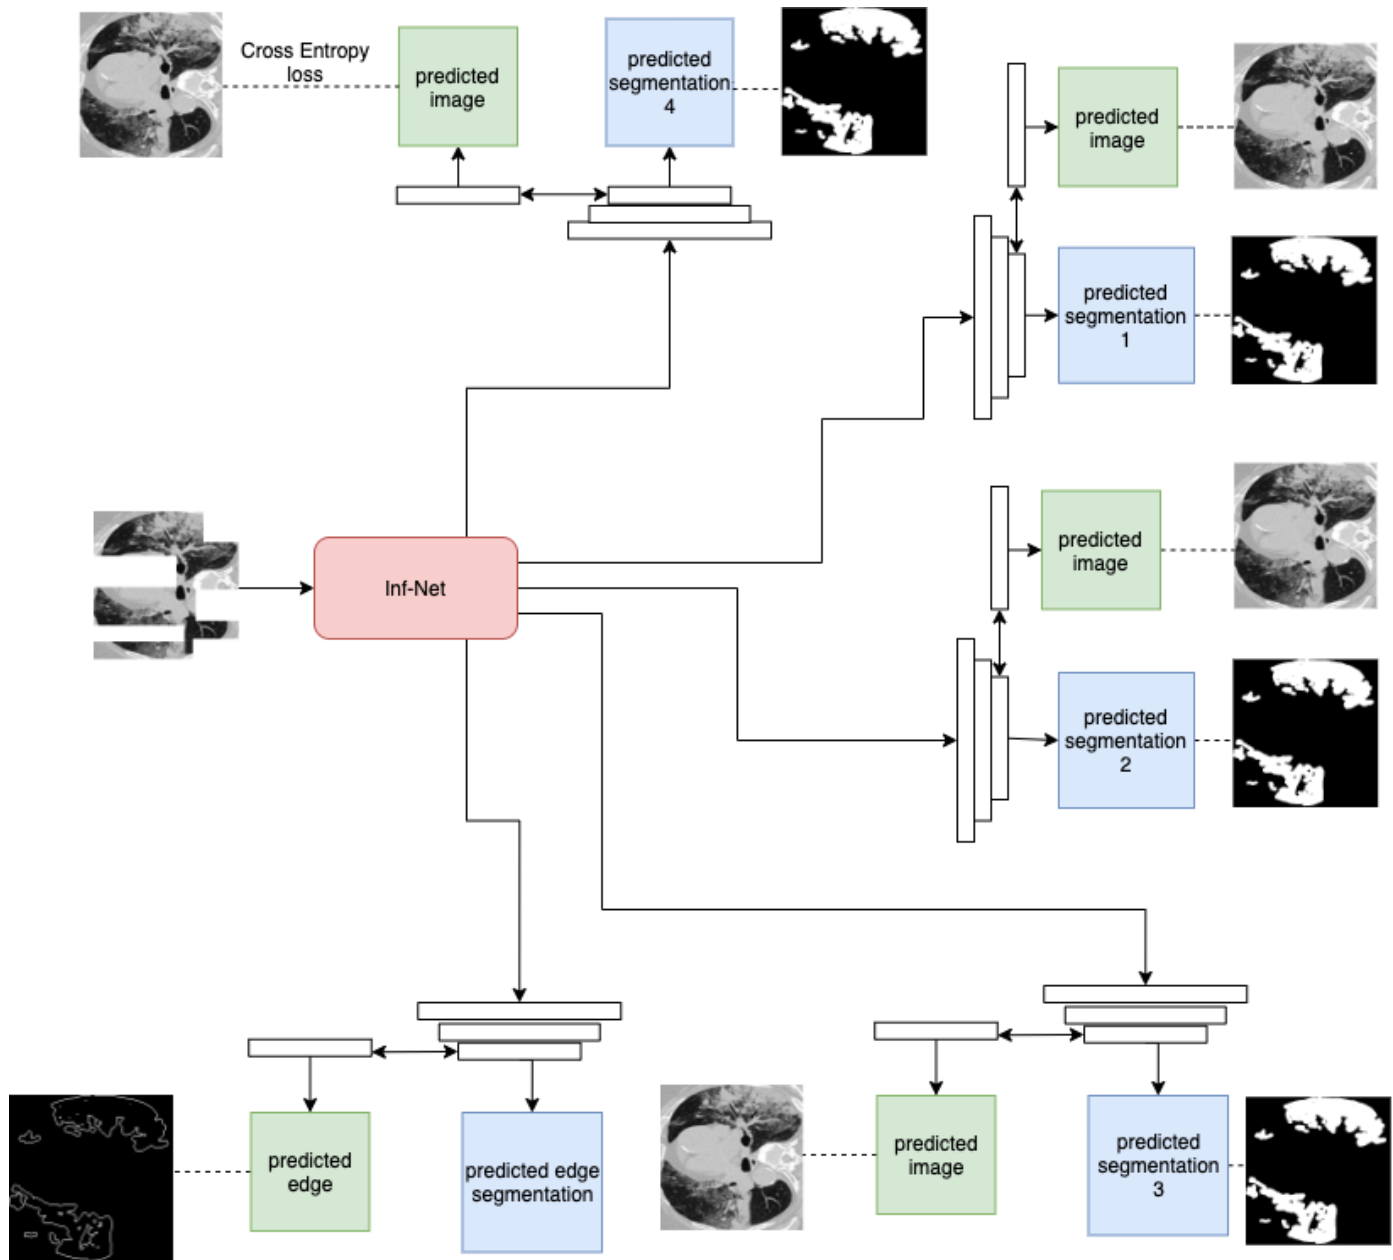 Cross Entropy
loss
predicted
image
predicted
segmentation
4
predicted
image
predicted
segmentation
1
predicted
image
Inf-Net
predicted
segmentation
2
predicted
edge
predicted edge
segmentation
predicted
image
predicted
segmentation
3